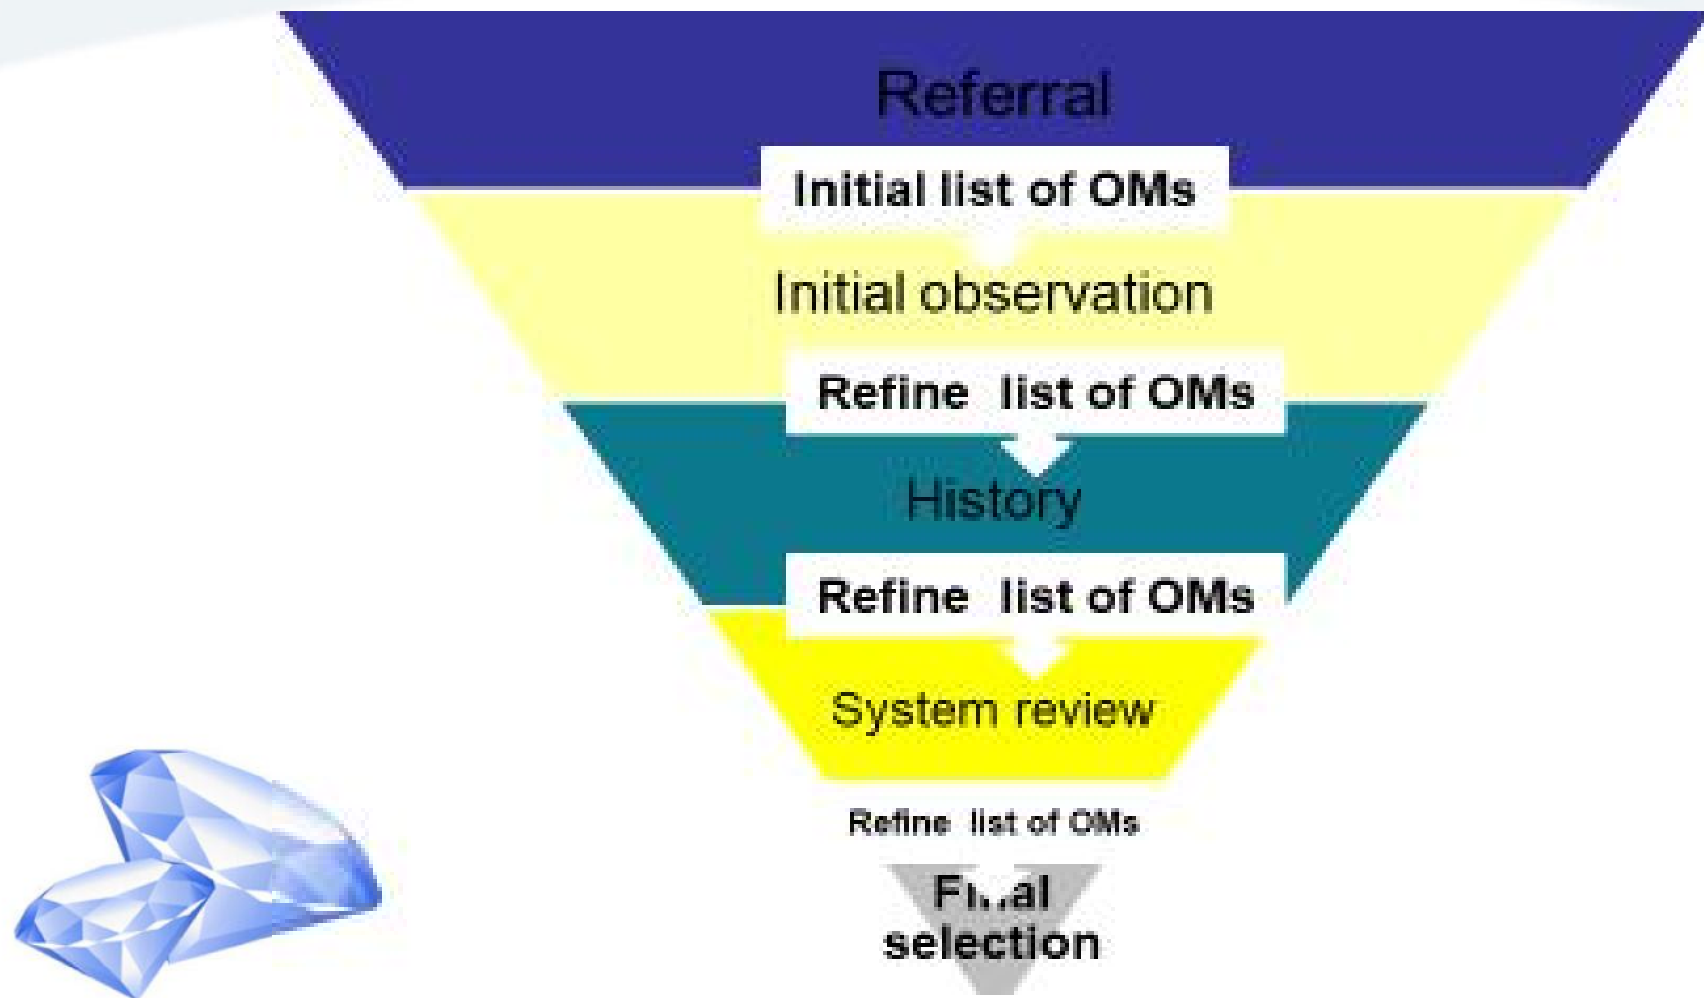 Referral
Initial list of OMs
Initial observation
Refine list of OMs
History
Refine list of OMs
System review
Refine list of OMs
Final
selection